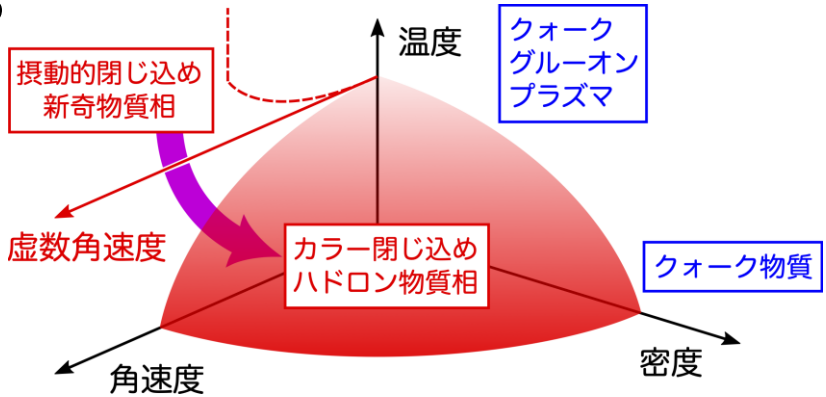 温度
クォーク
グルーオン
プラズマ
摂動的閉じ込め
新奇物質相
虚数角速度
カラー閉じ込め
ハドロン物質相
クォーク物質
密度
角速度